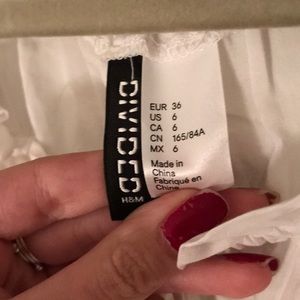 DIVIDED
H&M
EUR 36
US 6
CA 6
CN 165/84A
MX 6
Made in
China
Fabriqué en
Chine